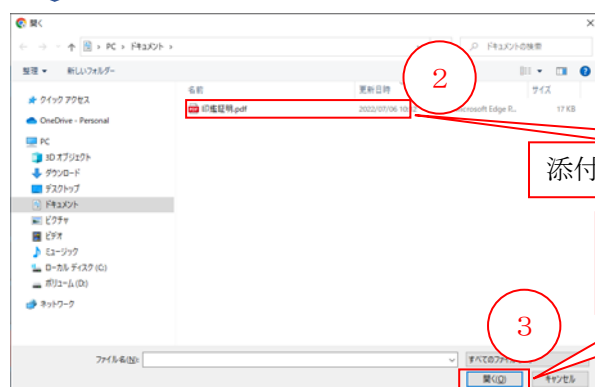 開く
PC › ドキュメント ›
ドキュメントの検索
整理 新しいフォルダー
名前 更新日時 サイズ
印鑑証明.pdf 2022/07/06 10: Microsoft Edge P... 17 KB
クイック アクセス
OneDrive - Personal
PC
3D オブジェクト
ダウンロード
デスクトップ
ドキュメント
ピクチャ
ビデオ
ミュージック
ローカル ディスク (C:)
ボリューム (D:)
ネットワーク
2
添付
3
ファイル名(N):
すべてのファイル
開く(O) キャンセル